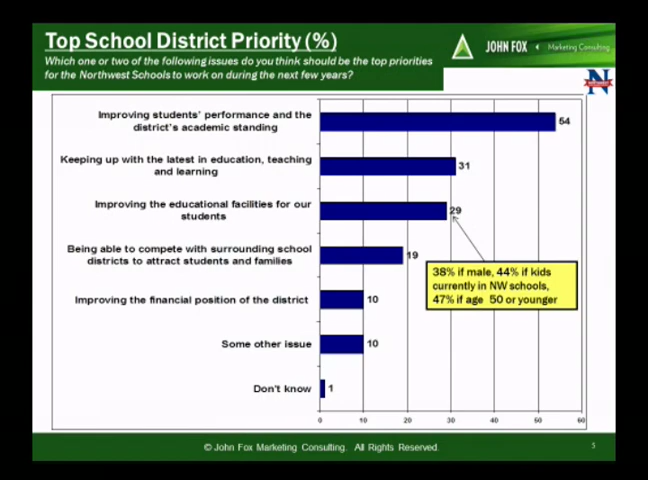 Top School District Priority (%)
Which one or two of the following issues do you think should be the top priorities
for the Northwest Schools to work on during the next few years?
JOHN FOX
Marketing Consulting
N
Improving students' performance and the
district's academic standing
54
Keeping up with the latest in education, teaching
and learning
31
Improving the educational facilities for our
students
29
Being able to compete with surrounding school
districts to attract students and families
19
38% if male, 44% if kids
currently in NW schools,
47% if age 50 or younger
Improving the financial position of the district
10
Some other issue
10
Don't know
1
0 10 20 30 40 50 60
© John Fox Marketing Consulting. All Rights Reserved.